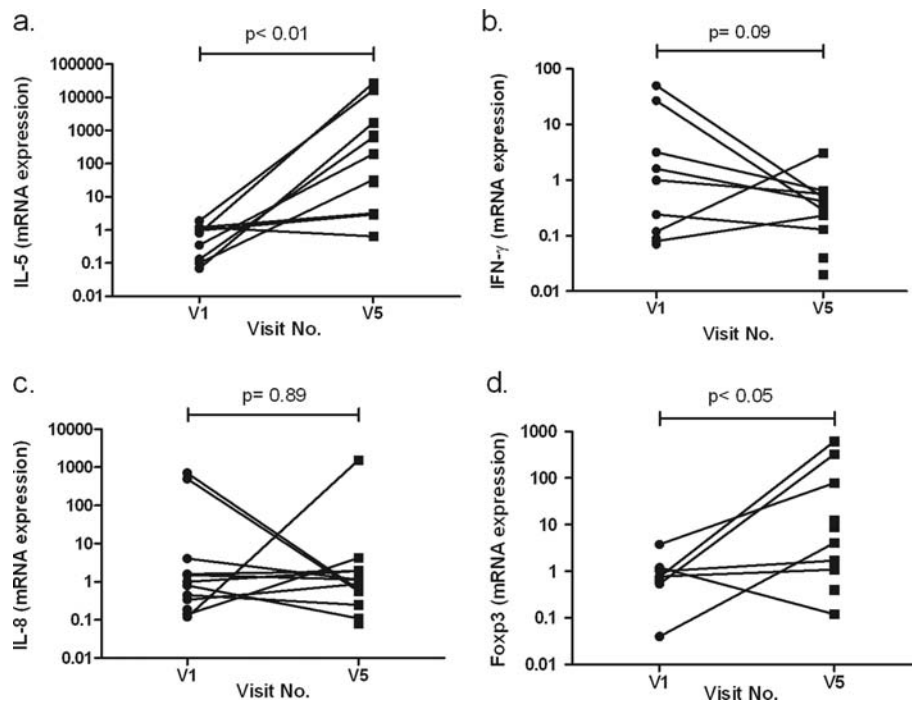 a.
p< 0.01
IL-5 (mRNA expression)
100000
10000
1000
100
10
1
0.1
0.01
V1
V5
Visit No.
b.
p= 0.09
IFN-γ (mRNA expression)
100
10
1
0.1
0.01
V1
V5
Visit No.
c.
p= 0.89
IL-8 (mRNA expression)
10000
1000
100
10
1
0.1
0.01
V1
V5
Visit No.
d.
p< 0.05
Foxp3 (mRNA expression)
1000
100
10
1
0.1
0.01
V1
V5
Visit No.